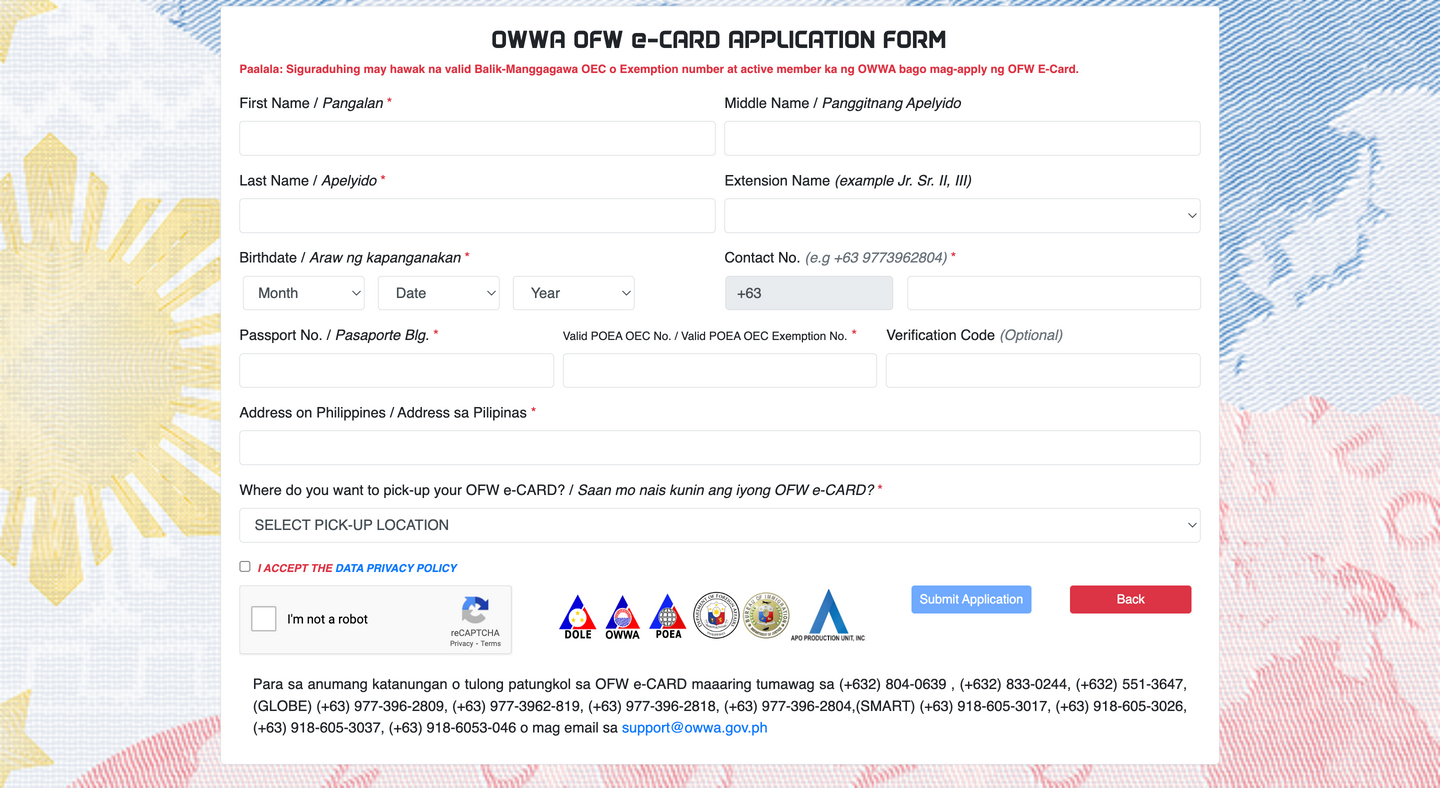 OWWA OFW e-CARD APPLICATION FORM
Paalala: Siguraduhing may hawak na valid Balik-Manggagawa OEC o Exemption number at active member ka ng OWWA bago mag-apply ng OFW E-Card.
First Name / Pangalan * Middle Name / Panggitnang Apelyido
Last Name / Apelyido * Extension Name (example Jr. Sr. II, III)
Birthdate / Araw ng kapanganakan * Contact No. (e.g +63 9773962804) *
Month Date Year +63
Passport No. / Pasaporte Blg. * Valid POEA OEC No. / Valid POEA OEC Exemption No. * Verification Code (Optional)
Address on Philippines / Address sa Pilipinas *
Where do you want to pick-up your OFW e-CARD? / Saan mo nais kunin ang iyong OFW e-CARD? *
SELECT PICK-UP LOCATION
I ACCEPT THE DATA PRIVACY POLICY
I'm not a robot
reCAPTCHA
Privacy - Terms
DOLE OWWA POEA
APO PRODUCTION UNIT, INC
Submit Application Back
Para sa anumang katanungan o tulong patungkol sa OFW e-CARD maaaring tumawag sa (+632) 804-0639 , (+632) 833-0244, (+632) 551-3647,
(GLOBE) (+63) 977-396-2809, (+63) 977-3962-819, (+63) 977-396-2818, (+63) 977-396-2804,(SMART) (+63) 918-605-3017, (+63) 918-605-3026,
(+63) 918-605-3037, (+63) 918-6053-046 o mag email sa support@owwa.gov.ph